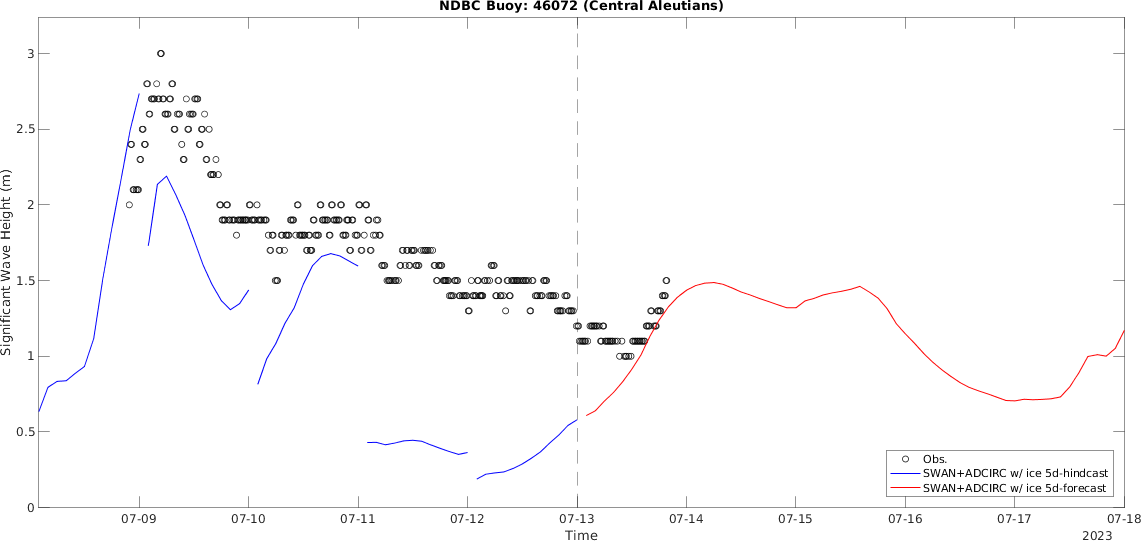 NDBC Buoy: 46072 (Central Aleutians)
Significant Wave Height (m)
3
2.5
2
1.5
1
0.5
0
07-09 07-10 07-11 07-12 07-13 07-14 07-15 07-16 07-17 07-18
Time
2023
Obs.
SWAN+ADCIRC w/ ice 5d-hindcast
SWAN+ADCIRC w/ ice 5d-forecast